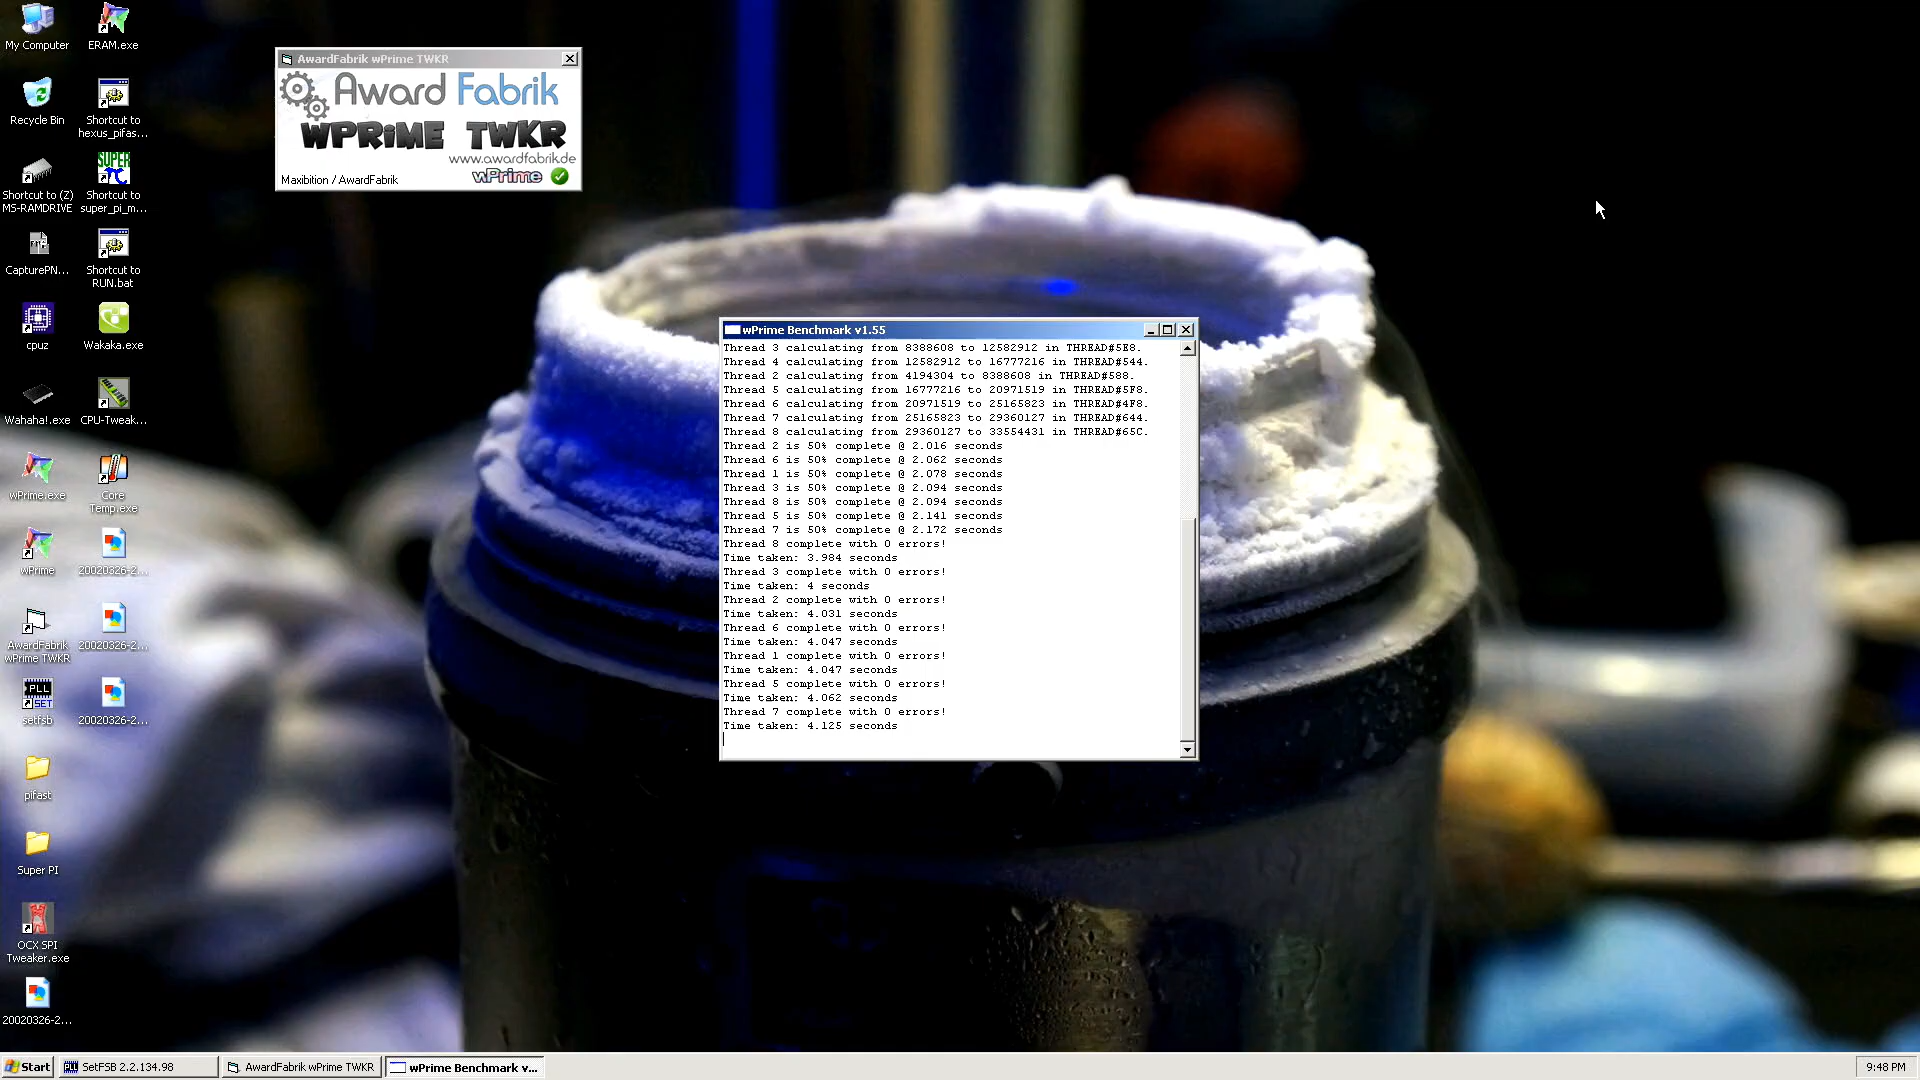 My Computer
ERAM.exe
Recycle Bin
Shortcut to
hexus_pifas...
Shortcut to (Z)
MS-RAMDRIVE
SUPER
Shortcut to
super_pi_m...
CapturePN...
Shortcut to
RUN.bat
cpuz
Wakaka.exe
Wahaha!.exe
CPU-Tweak...
wPrime.exe
Core
Temp.exe
wPrime
20020326-2...
AwardFabrik
wPrime TWKR
20020326-2...
PLL
SET
setfsb
20020326-2...
pifast
Super PI
OCX SPI
Tweaker.exe
20020326-2...
AwardFabrik wPrime TWKR
Award Fabrik
WPRiME TWKR
www.awardfabrik.de
Maxibition / AwardFabrik
wPrime
wPrime Benchmark v1.55
Thread 3 calculating from 8388608 to 12582912 in THREAD#5E8.
Thread 4 calculating from 12582912 to 16777216 in THREAD#544.
Thread 2 calculating from 4194304 to 8388608 in THREAD#588.
Thread 5 calculating from 16777216 to 20971519 in THREAD#5F8.
Thread 6 calculating from 20971519 to 25165823 in THREAD#4F8.
Thread 7 calculating from 25165823 to 29360127 in THREAD#644.
Thread 8 calculating from 29360127 to 33554431 in THREAD#65C.
Thread 2 is 50% complete @ 2.016 seconds
Thread 6 is 50% complete @ 2.062 seconds
Thread 1 is 50% complete @ 2.078 seconds
Thread 3 is 50% complete @ 2.094 seconds
Thread 8 is 50% complete @ 2.094 seconds
Thread 5 is 50% complete @ 2.141 seconds
Thread 7 is 50% complete @ 2.172 seconds
Thread 8 complete with 0 errors!
Time taken: 3.984 seconds
Thread 3 complete with 0 errors!
Time taken: 4 seconds
Thread 2 complete with 0 errors!
Time taken: 4.031 seconds
Thread 6 complete with 0 errors!
Time taken: 4.047 seconds
Thread 1 complete with 0 errors!
Time taken: 4.047 seconds
Thread 5 complete with 0 errors!
Time taken: 4.062 seconds
Thread 7 complete with 0 errors!
Time taken: 4.125 seconds
Start
PLL
SetFSB 2.2.134.98
AwardFabrik wPrime TWKR
wPrime Benchmark v...
9:48 PM